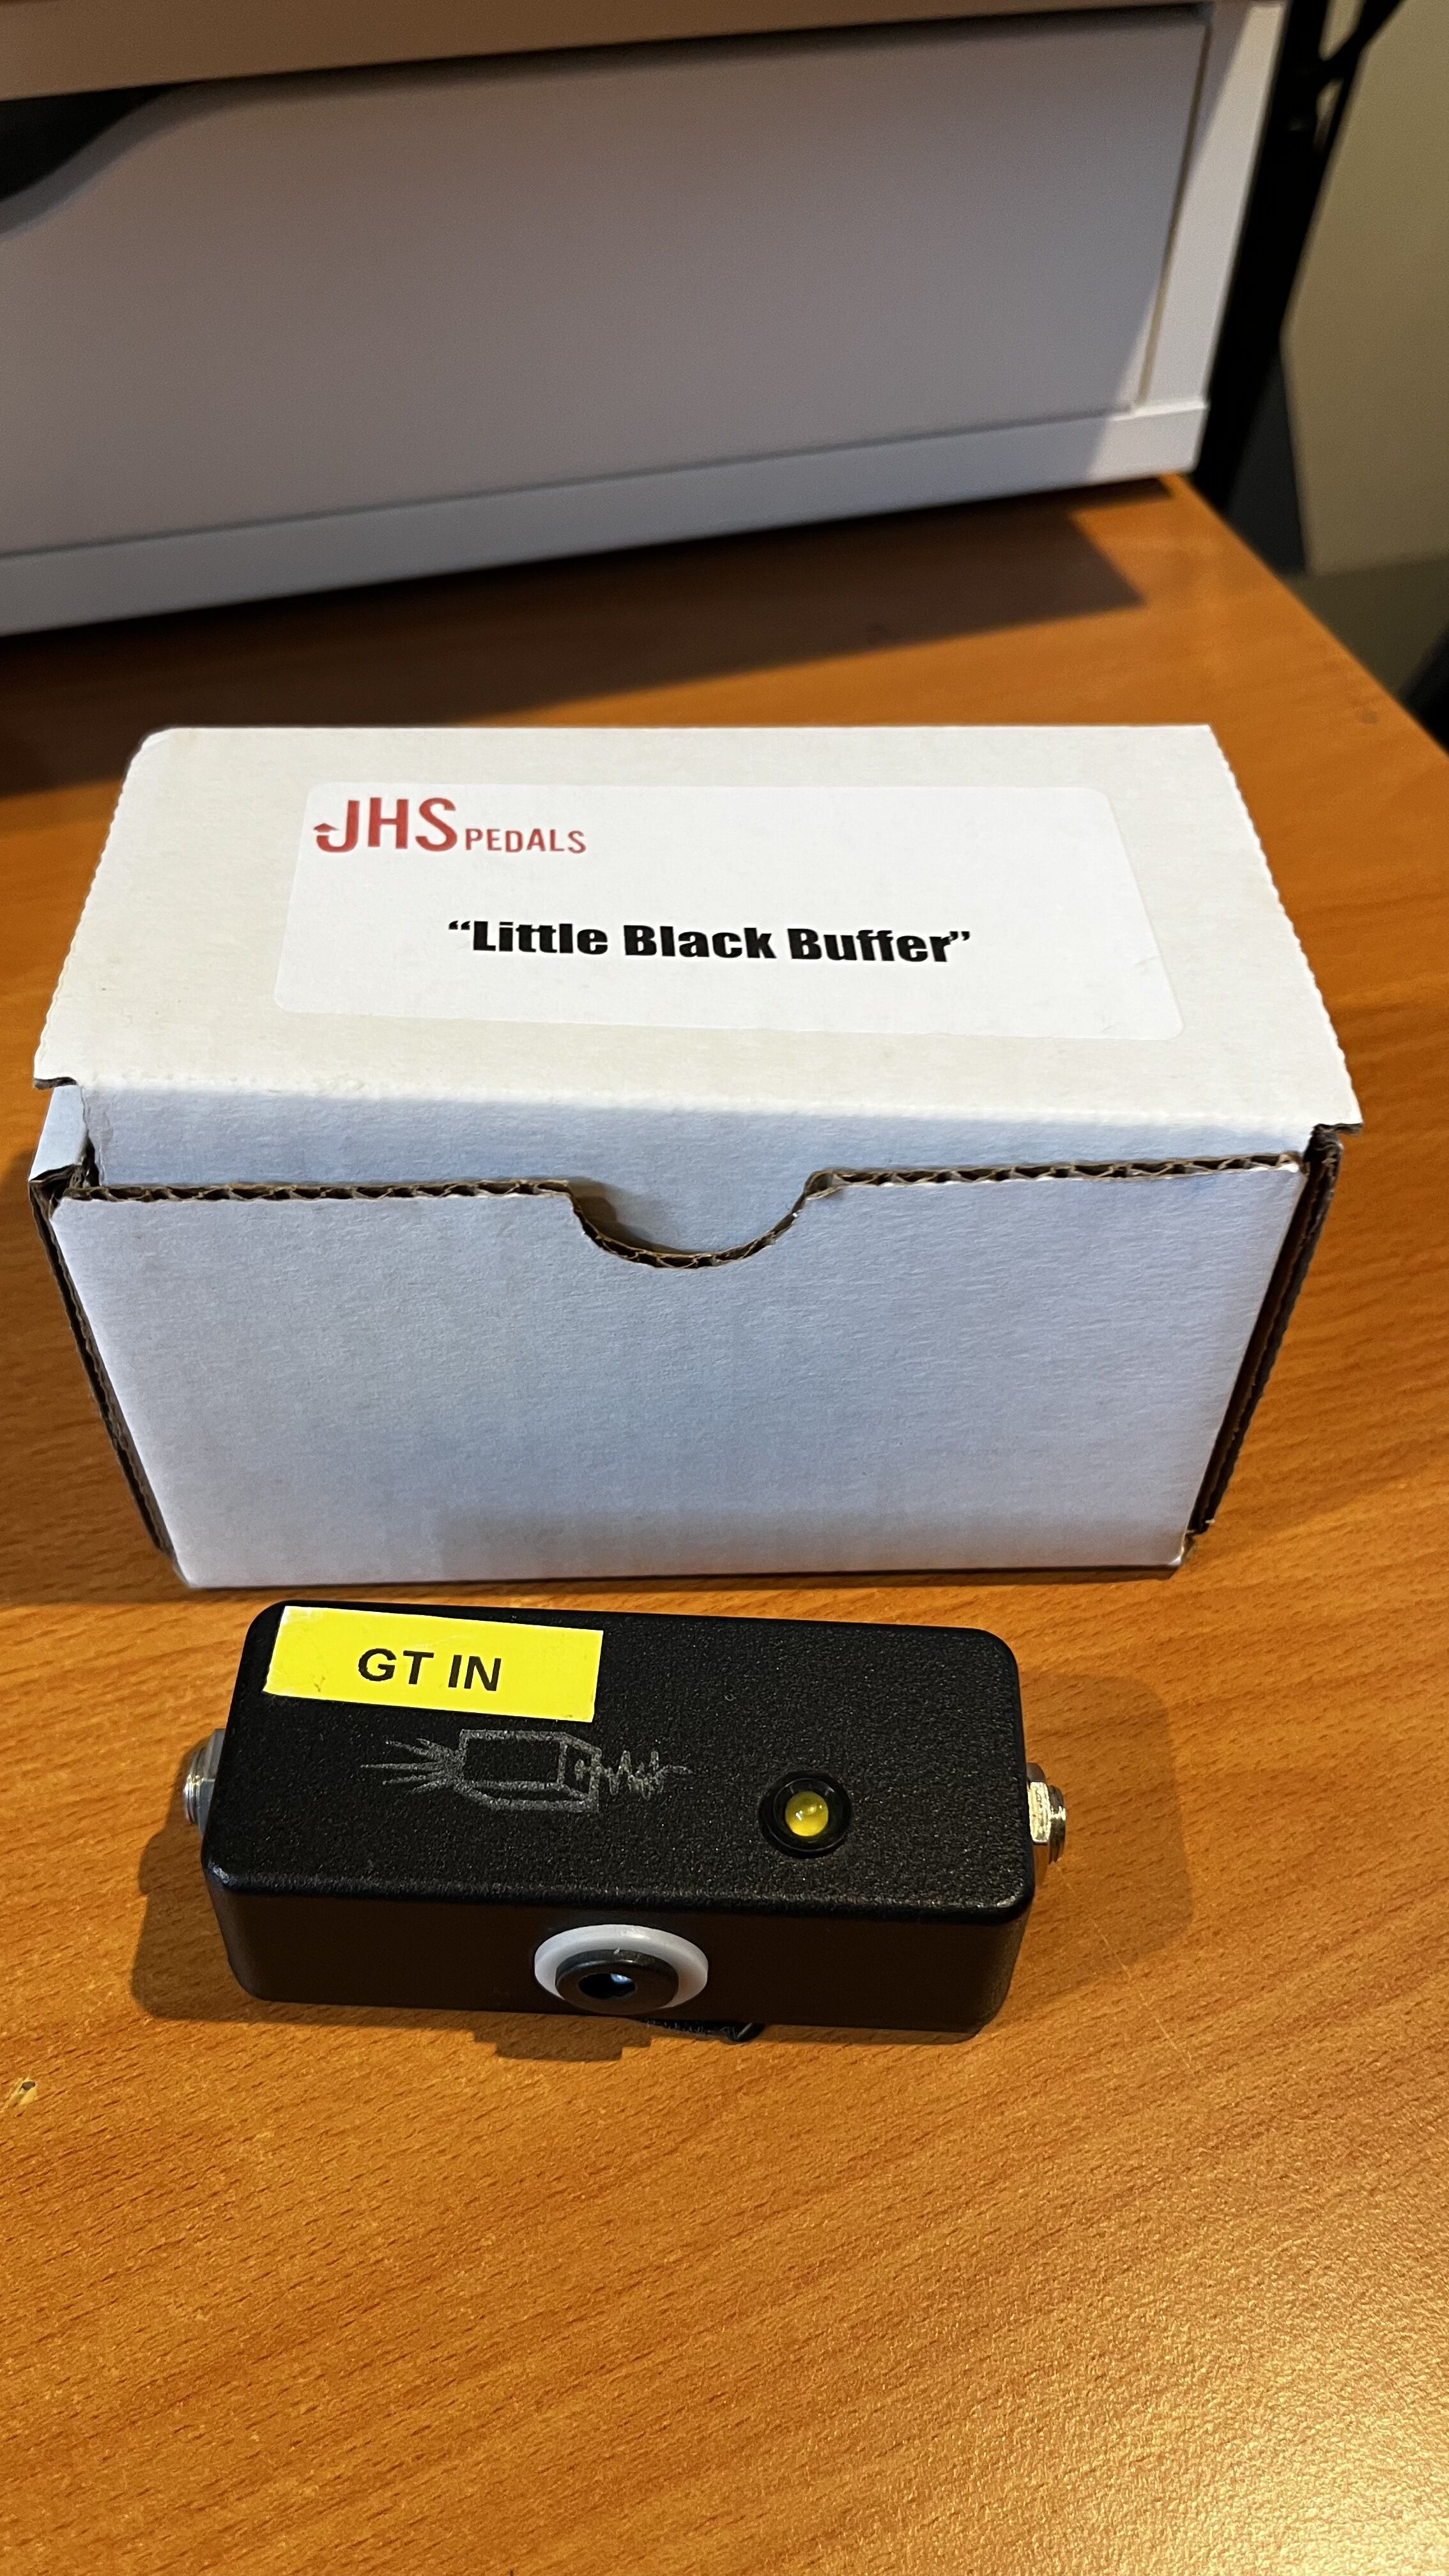 JHS PEDALS
“Little Black Buffer”
GT IN